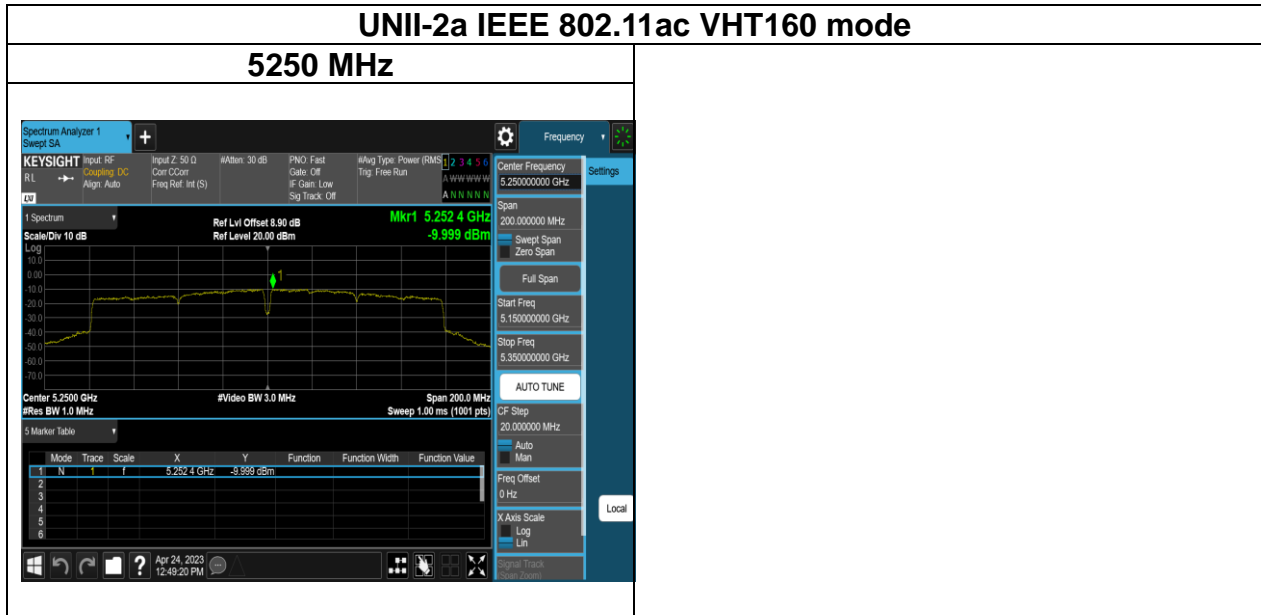 UNII-2a IEEE 802.11ac VHT160 mode
5250 MHz
Spectrum Analyzer 1
Swept SA
+
Frequency
KEYSIGHT
RL
LXI
Input: RF
Coupling: DC
Align: Auto
Input Z: 50 Ω
Corr CCorr
Freq Ref: Int (S)
#Atten: 30 dB
PNO: Fast
Gate: Off
IF Gain: Low
Sig Track: Off
#Avg Type: Power (RMS
Trig: Free Run
1 2 3 4 5 6
A W W W W W
A N N N N N
1 Spectrum
Scale/Div 10 dB
Ref Lvl Offset 8.90 dB
Ref Level 20.00 dBm
Mkr1 5.252 4 GHz
-9.999 dBm
Log
10.0
0.00
-10.0
-20.0
-30.0
-40.0
-50.0
-60.0
-70.0
1
Center 5.2500 GHz
#Res BW 1.0 MHz
#Video BW 3.0 MHz
Span 200.0 MHz
Sweep 1.00 ms (1001 pts)
5 Marker Table
Mode Trace Scale X Y Function Function Width Function Value
1 N 1 f 5.252 4 GHz -9.999 dBm
2
3
4
5
6
Center Frequency
5.250000000 GHz
Settings
Span
200.000000 MHz
Swept Span
Zero Span
Full Span
Start Freq
5.150000000 GHz
Stop Freq
5.350000000 GHz
AUTO TUNE
CF Step
20.000000 MHz
Auto
Man
Freq Offset
0 Hz
X Axis Scale
Log
Lin
Signal Track
(Span Zoom)
Local
?
Apr 24, 2023
12:49:20 PM